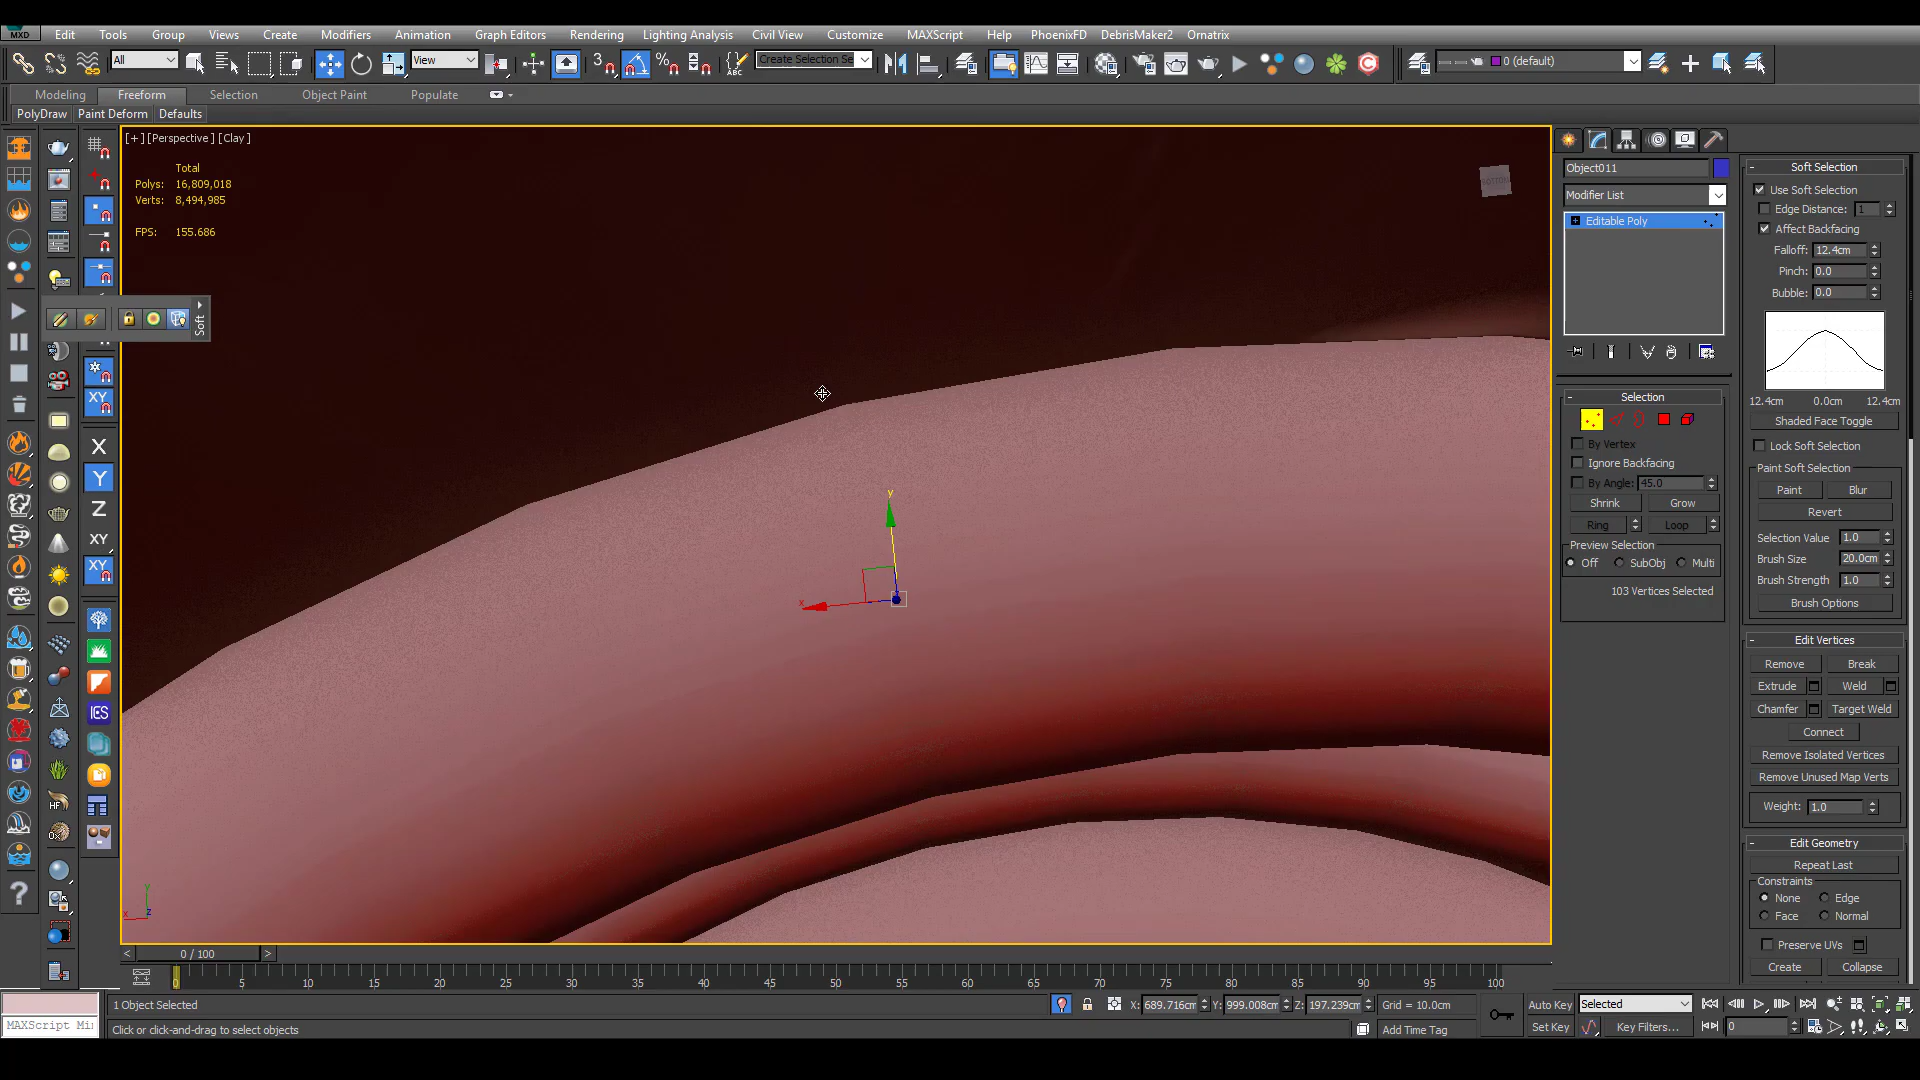 MXD Edit Tools Group Views Create Modifiers Animation Graph Editors Rendering Lighting Analysis Civil View Customize MAXScript Help PhoenixFD DebrisMaker2 Ornatrix
All View 3 Create Selection Se 0 (default)
Modeling Freeform Selection Object Paint Populate
PolyDraw Paint Deform Defaults
[+] [Perspective] [Clay]
Total
Polys: 16,809,018
Verts: 8,494,985
FPS: 155.686
Soft
X
Y
Z
XY
XY
XY
IES
HF
y
x
y
x
z
Object011
Modifier List
Editable Poly
Selection
By Vertex
Ignore Backfacing
By Angle: 45.0
Shrink Grow
Ring Loop
Preview Selection
Off SubObj Multi
103 Vertices Selected
Soft Selection
Use Soft Selection
Edge Distance: 1
Affect Backfacing
Falloff: 12.4cm
Pinch: 0.0
Bubble: 0.0
12.4cm 0.0cm 12.4cm
Shaded Face Toggle
Lock Soft Selection
Paint Soft Selection
Paint Blur
Revert
Selection Value 1.0
Brush Size 20.0cm
Brush Strength 1.0
Brush Options
Edit Vertices
Remove Break
Extrude Weld
Chamfer Target Weld
Connect
Remove Isolated Vertices
Remove Unused Map Verts
Weight: 1.0
Edit Geometry
Repeat Last
Constraints
None Edge
Face Normal
Preserve UVs
Create Collapse
< 0 / 100 >
0 5 10 15 20 25 30 35 40 45 50 55 60 65 70 75 80 85 90 95 100
1 Object Selected X: 689.716cm Y: 999.008cm Z: 197.239cm Grid = 10.0cm Auto Key Selected
MAXScript Mi Click or click-and-drag to select objects Add Time Tag Set Key Key Filters... 0